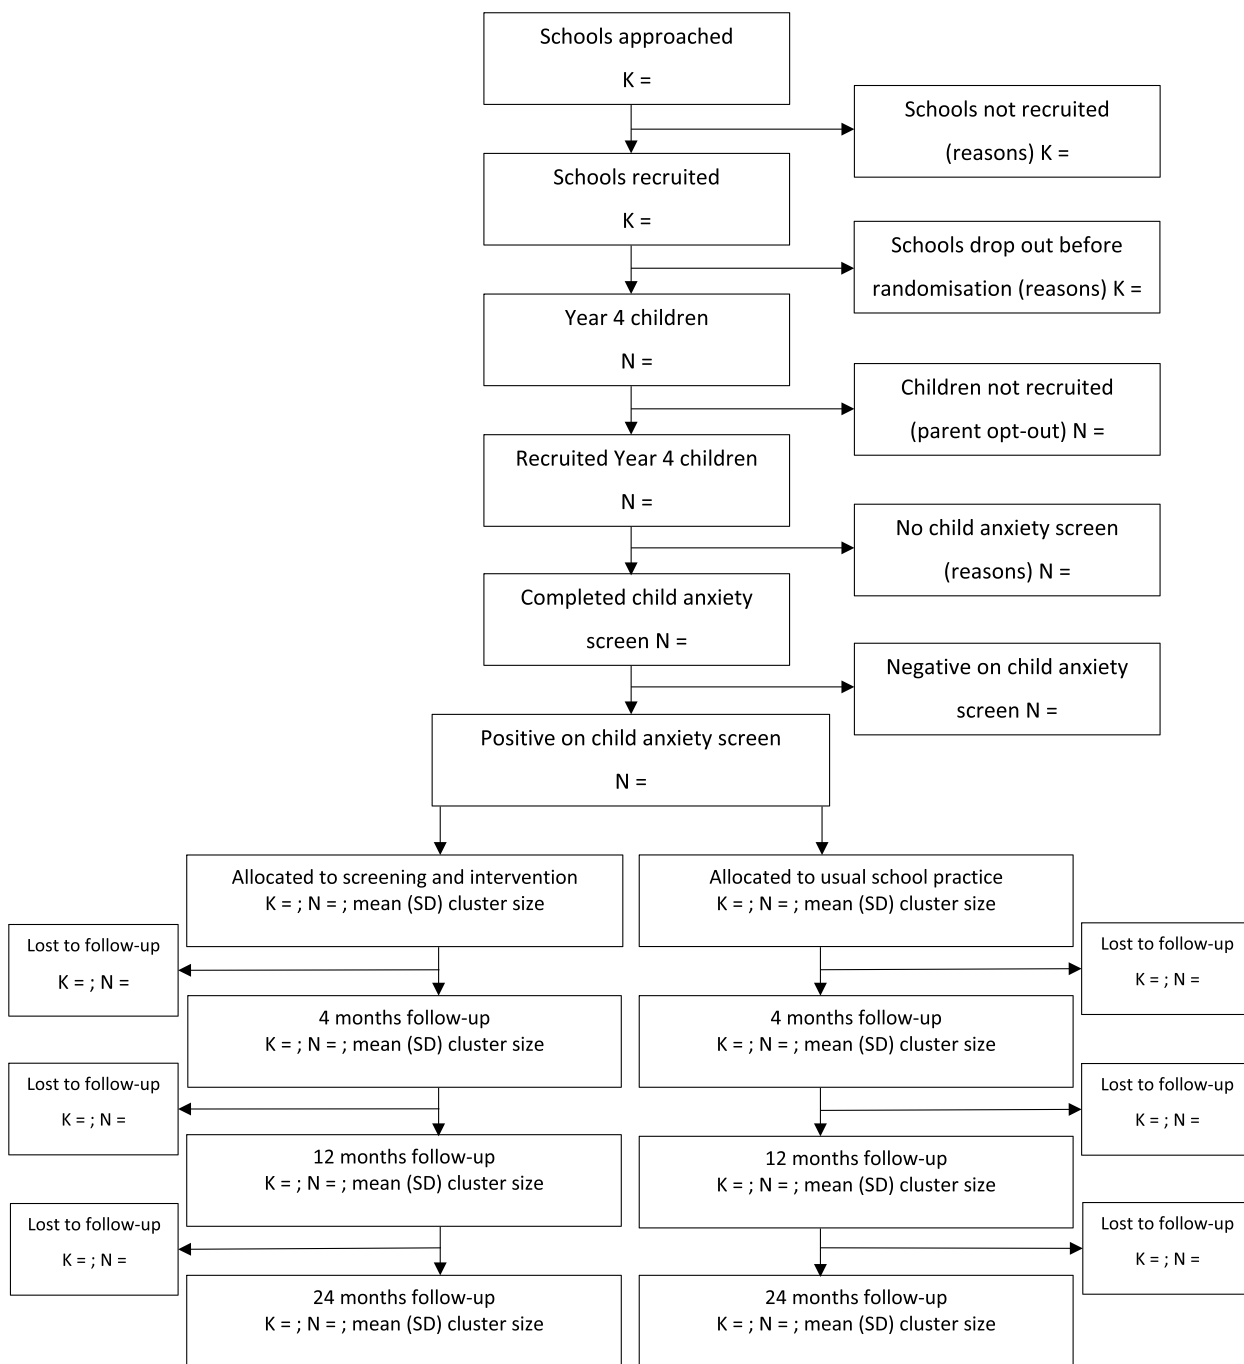 Schools approached
K =
Schools not recruited
(reasons) K =
Schools recruited
K =
Schools drop out before
randomisation (reasons) K =
Year 4 children
N =
Children not recruited
(parent opt-out) N =
Recruited Year 4 children
N =
No child anxiety screen
(reasons) N =
Completed child anxiety
screen N =
Negative on child anxiety
screen N =
Positive on child anxiety screen
N =
Allocated to screening and intervention
K = ; N = ; mean (SD) cluster size
Allocated to usual school practice
K = ; N = ; mean (SD) cluster size
Lost to follow-up
K = ; N =
Lost to follow-up
K = ; N =
4 months follow-up
K = ; N = ; mean (SD) cluster size
4 months follow-up
K = ; N = ; mean (SD) cluster size
Lost to follow-up
K = ; N =
Lost to follow-up
K = ; N =
12 months follow-up
K = ; N = ; mean (SD) cluster size
12 months follow-up
K = ; N = ; mean (SD) cluster size
Lost to follow-up
K = ; N =
Lost to follow-up
K = ; N =
24 months follow-up
K = ; N = ; mean (SD) cluster size
24 months follow-up
K = ; N = ; mean (SD) cluster size